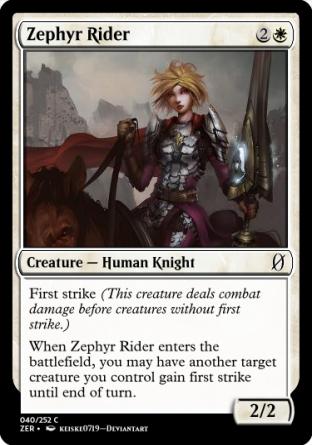 Zephyr Rider 2
Creature — Human Knight
First strike (This creature deals combat
damage before creatures without first
strike.)
When Zephyr Rider enters the
battlefield, you may have another target
creature you control gain first strike
until end of turn.
040/252 C
ZER • keiske0719—Deviantart
2/2